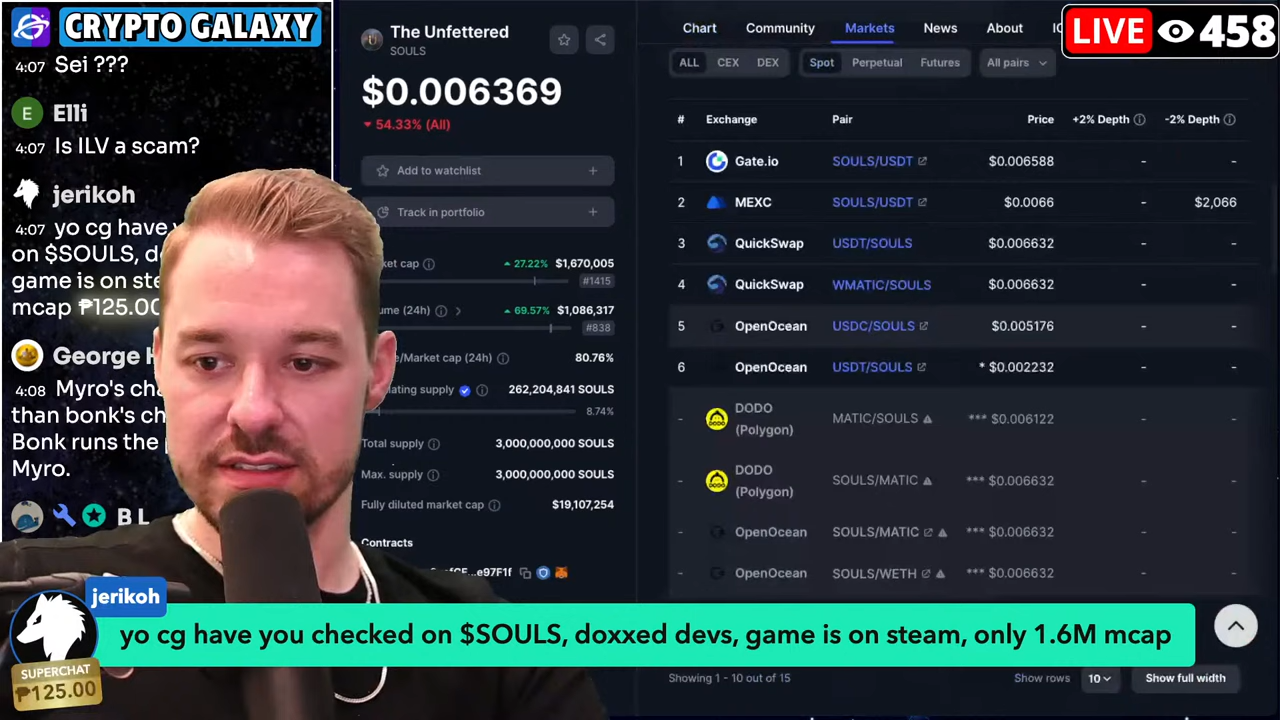 CRYPTO GALAXY
4:07 Sei ???
E Elli
4:07 Is ILV a scam?
jerikoh
4:07 yo cg have
on $SOULS,
game is on
mcap ₱125.00
George
4:08 Myro's
than bonk's
Bonk runs the
Myro.
B L
The Unfettered
SOULS
$0.006369
54.33% (All)
Add to watchlist
Track in portfolio
cap 27.22% $1,670,005
#1415
(24h) 69.57% $1,086,317
#838
/Market cap (24h) 80.76%
supply 262,204,841 SOULS
8.74%
Total supply 3,000,000,000 SOULS
Max. supply 3,000,000,000 SOULS
Fully diluted market cap $19,107,254
Contracts
e97F1f
Chart Community Markets News About
LIVE 458
ALL CEX DEX Spot Perpetual Futures All pairs
# Exchange Pair Price +2% Depth -2% Depth
1 Gate.io SOULS/USDT $0.006588 - -
2 MEXC SOULS/USDT $0.0066 - $2,066
3 QuickSwap USDT/SOULS $0.006632 - -
4 QuickSwap WMATIC/SOULS $0.006632 - -
5 OpenOcean USDC/SOULS $0.005176 - -
6 OpenOcean USDT/SOULS * $0.002232 - -
- DODO (Polygon) MATIC/SOULS *** $0.006122 - -
- DODO (Polygon) SOULS/MATIC *** $0.006632 - -
- OpenOcean SOULS/MATIC *** $0.006632 - -
- OpenOcean SOULS/WETH *** $0.006632 - -
jerikoh
yo cg have you checked on $SOULS, doxxed devs, game is on steam, only 1.6M mcap
SUPERCHAT
₱125.00
Showing 1 - 10 out of 15 Show rows 10 Show full width